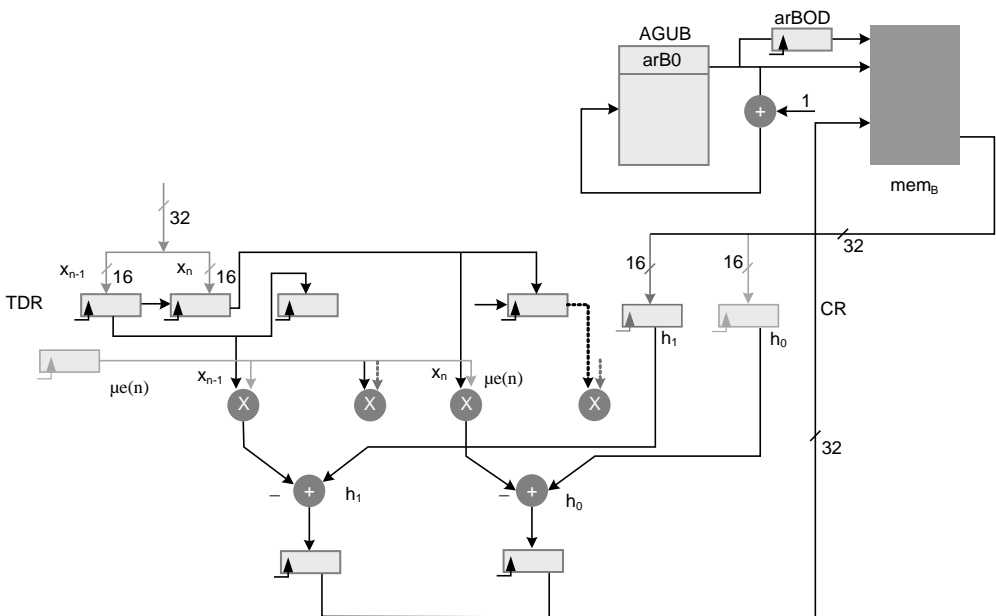 arBOD
AGUB
arB0
+
1
mem_B
32
32
x_{n-1}
16
x_n
16
16
16
TDR
CR
h_1
h_0
μe(n)
x_{n-1}
x_n
μe(n)
X
X
X
X
32
–
+
h_1
–
+
h_0